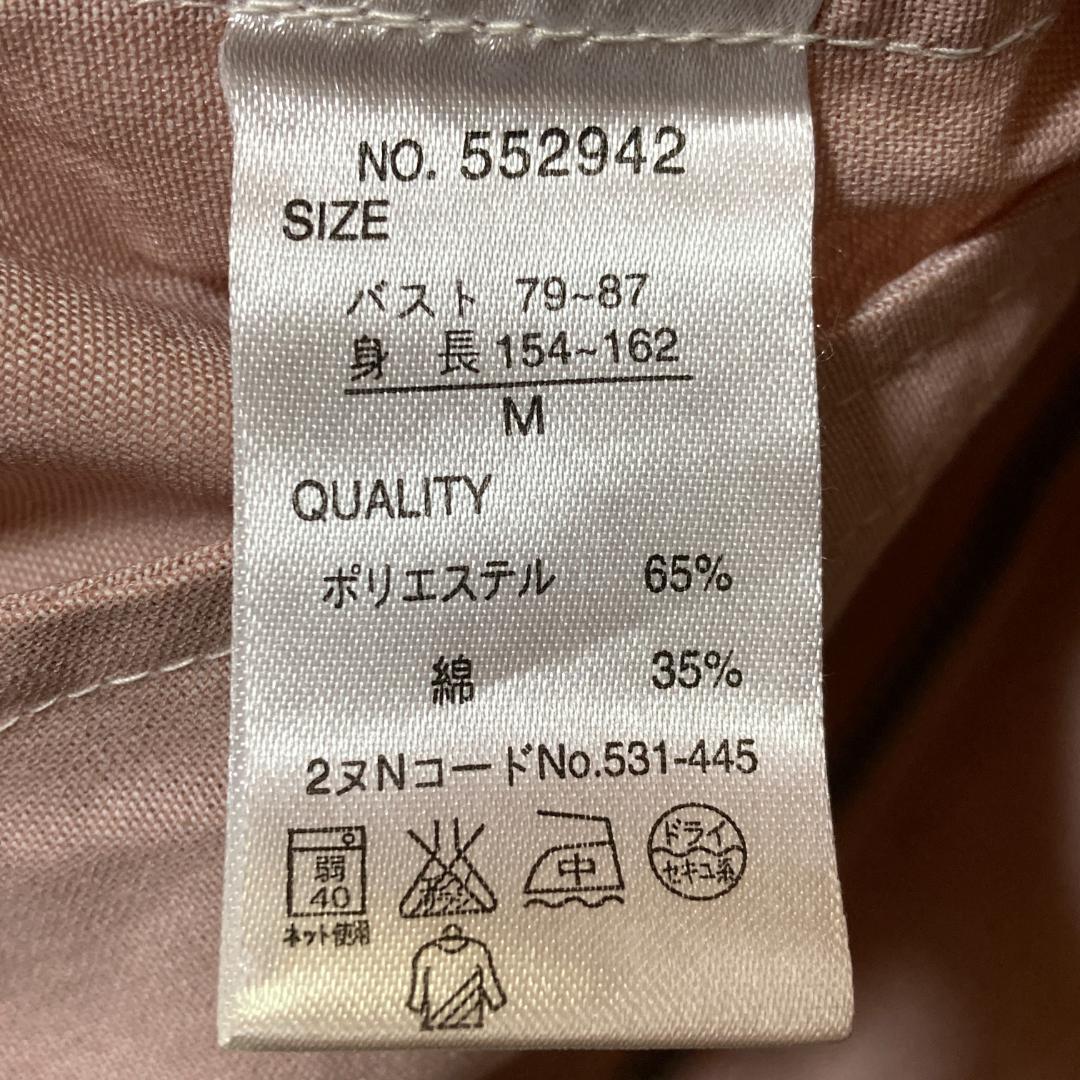 NO. 552942
SIZE
バスト 79~87
身 長 154~162
M
QUALITY
ポリエステル 65%
綿 35%
2ヌNコードNo.531-445
弱
40
ネット使用
中
ドライ
セキユ系